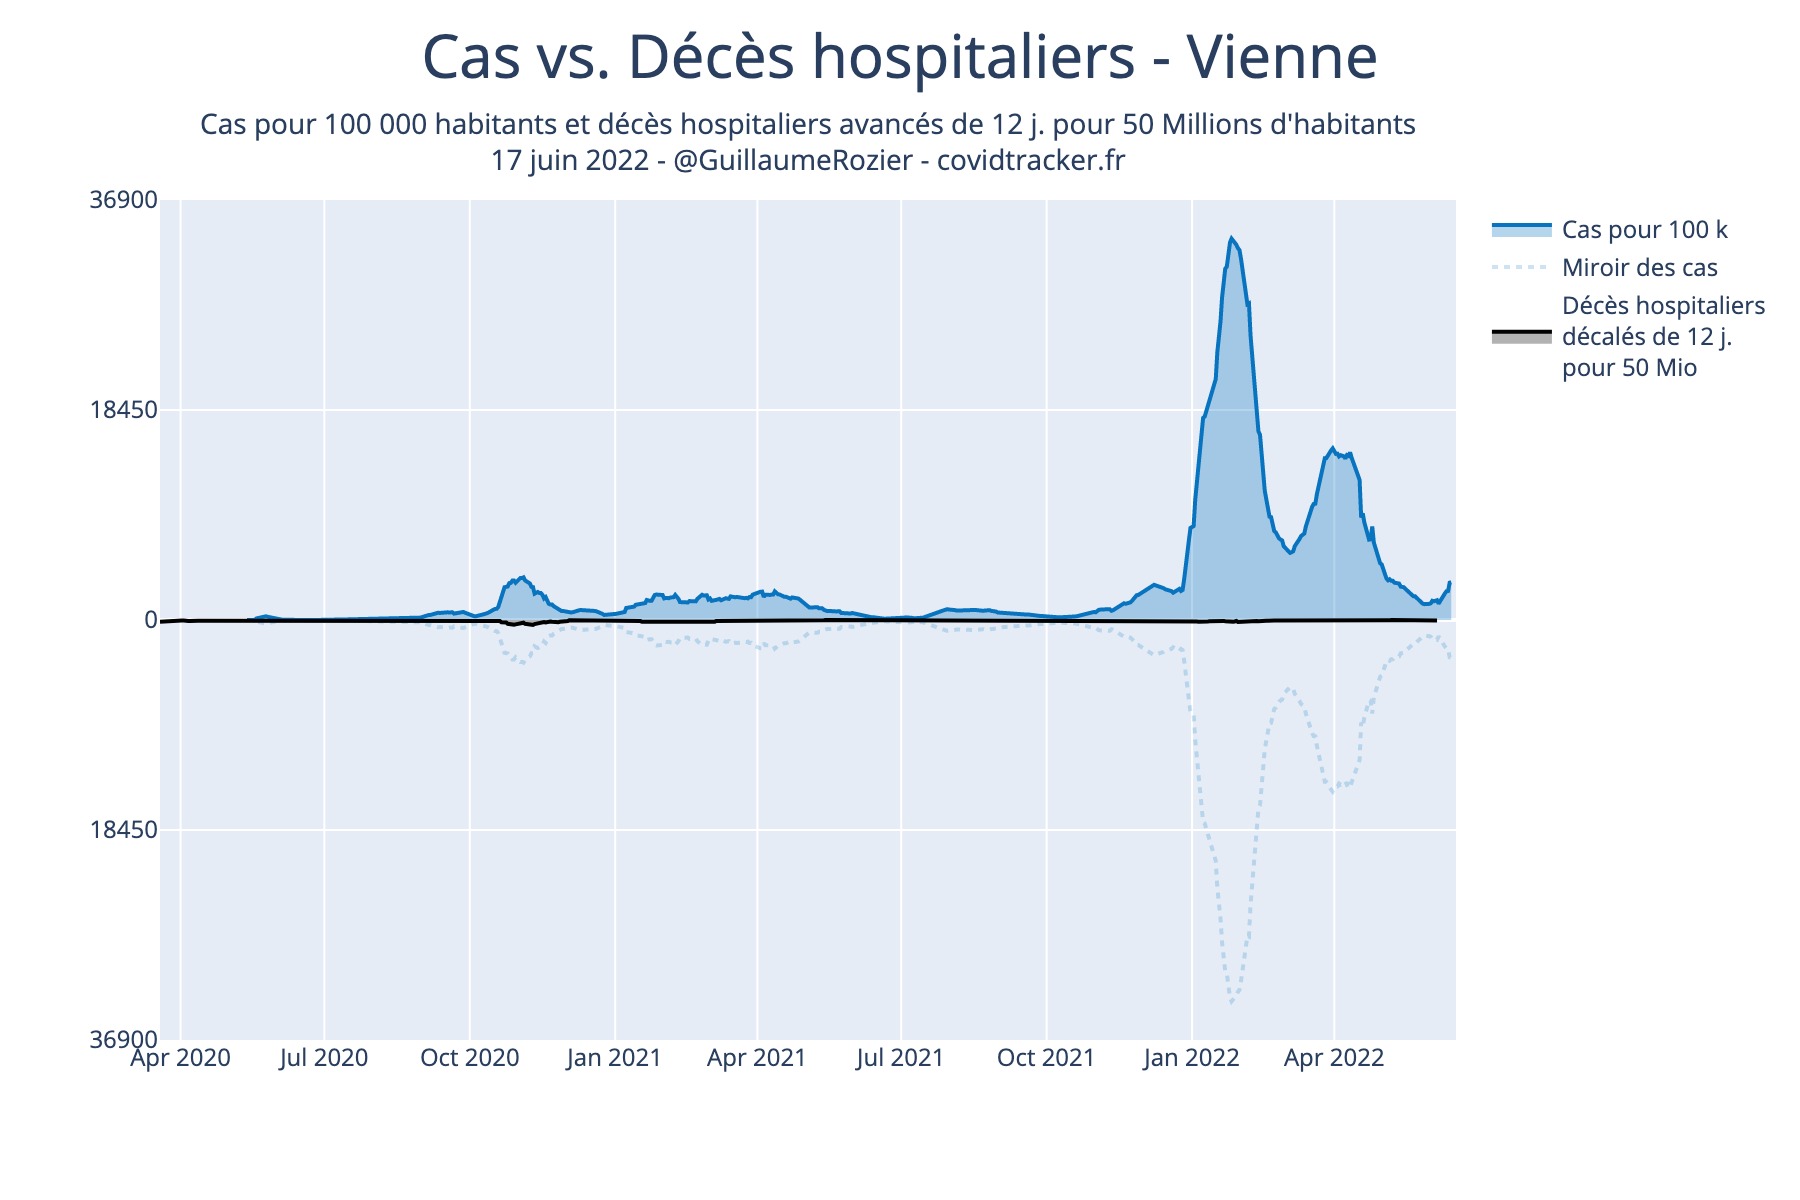 Cas vs. Décès hospitaliers - Vienne
Cas pour 100 000 habitants et décès hospitaliers avancés de 12 j. pour 50 Millions d'habitants
17 juin 2022 - @GuillaumeRozier - covidtracker.fr
36900
18450
0
18450
36900
Apr 2020
Jul 2020
Oct 2020
Jan 2021
Apr 2021
Jul 2021
Oct 2021
Jan 2022
Apr 2022
Cas pour 100 k
Miroir des cas
Décès hospitaliers
décalés de 12 j.
pour 50 Mio